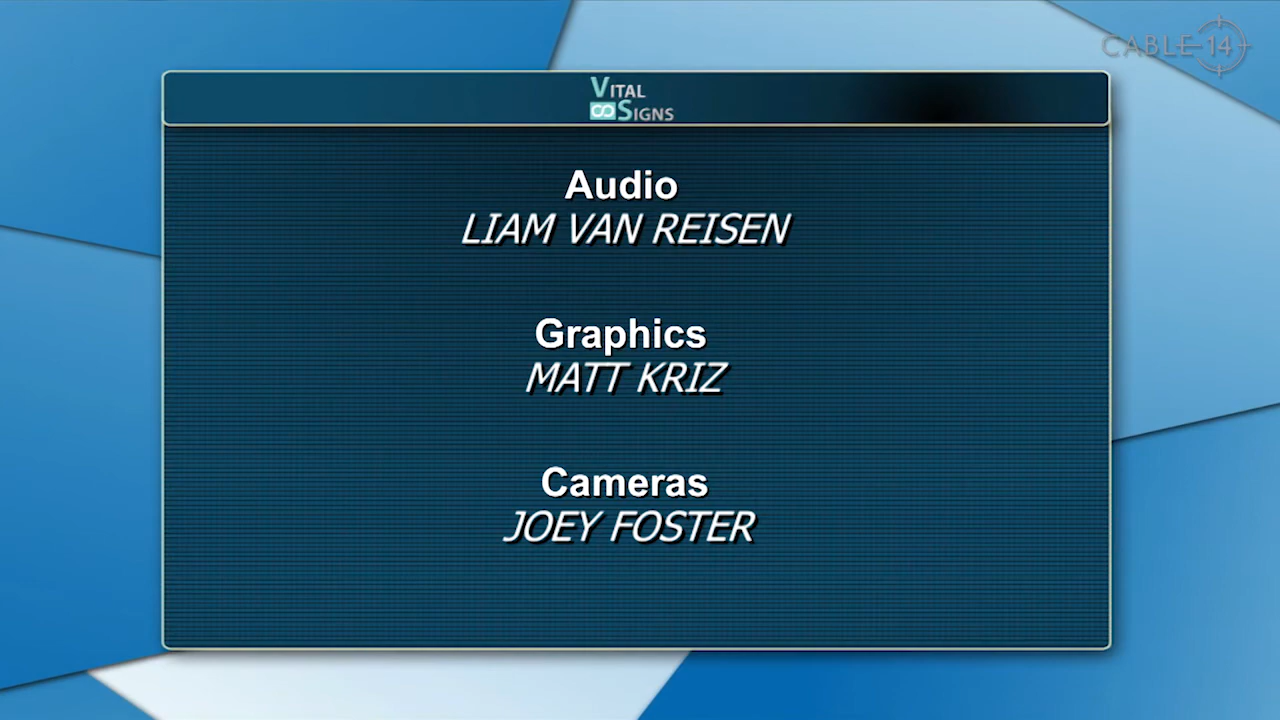 CABLE 14
VITAL
SIGNS
Audio
LIAM VAN REISEN
Graphics
MATT KRIZ
Cameras
JOEY FOSTER